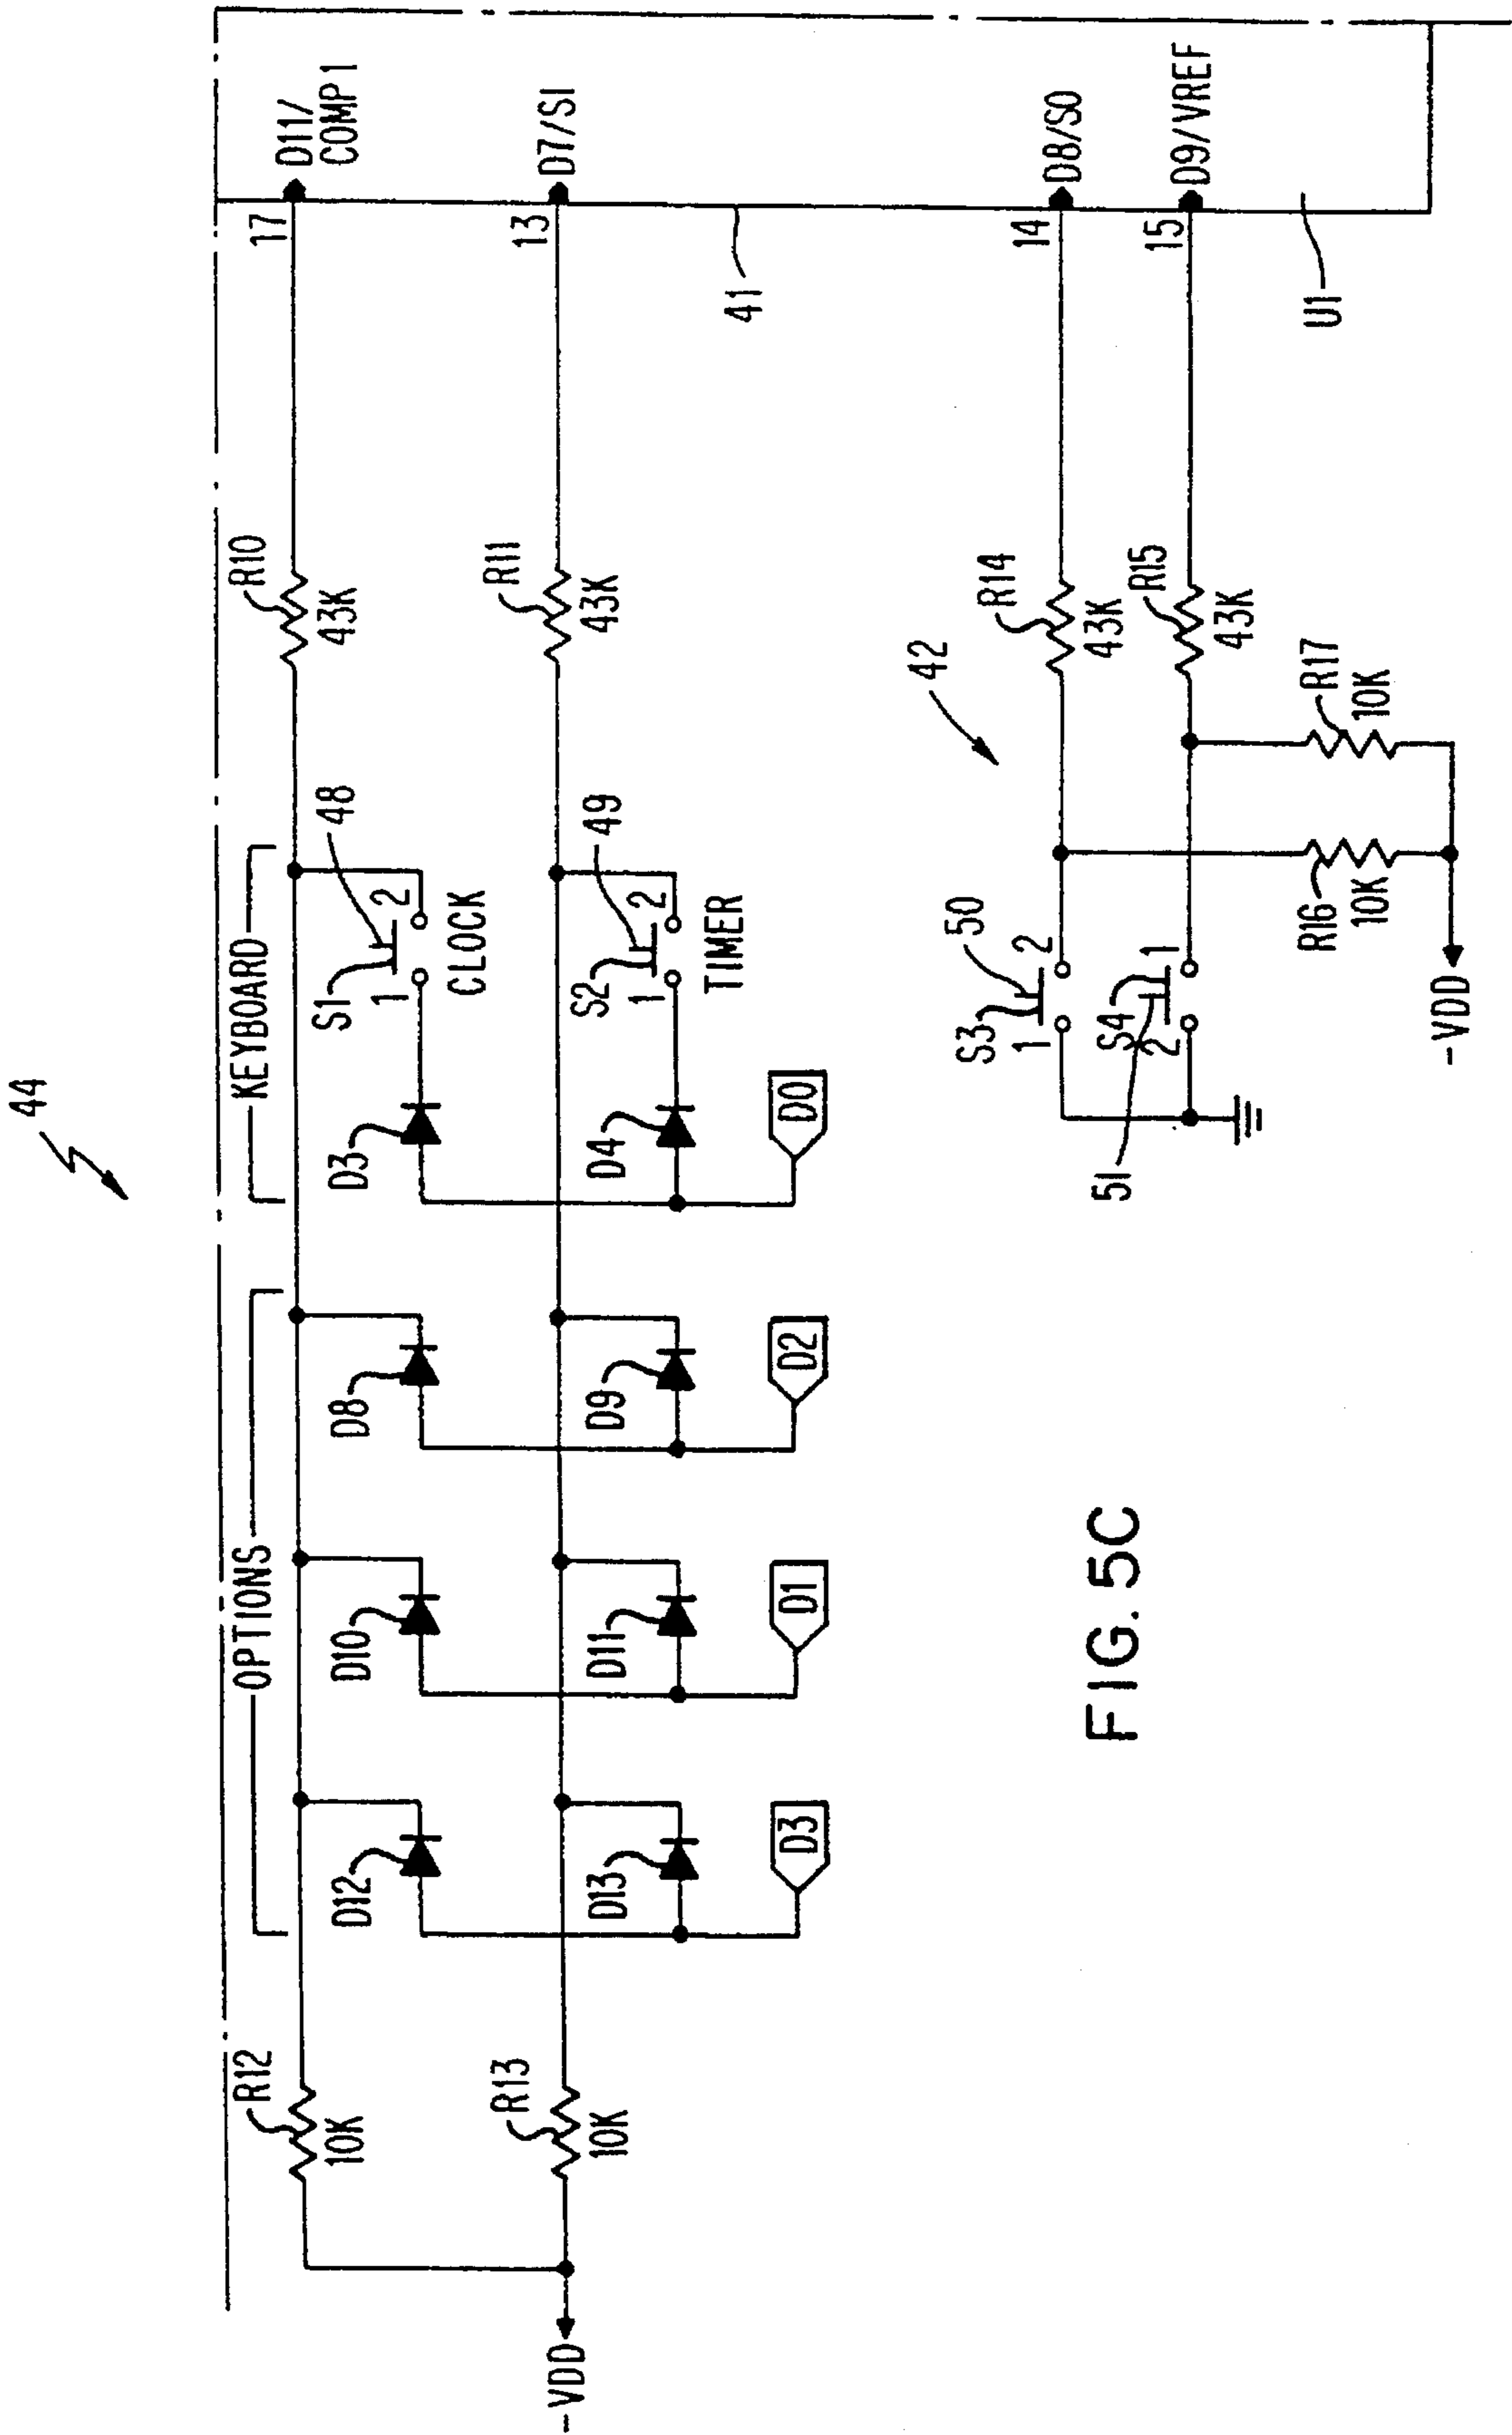 44
OPTIONS
KEYBOARD
R12
10K
D12
D10
D8
D3
S1
1
2
48
CLOCK
R10
43K
17
D11/
COMP1
R13
10K
-VDD
D13
D11
D9
D4
S2
1
2
49
TIMER
R11
43K
13
D7/SI
D3
D1
D2
D0
41
42
S3
1
2
50
R14
43K
14
D8/SO
51
S4
2
1
R15
43K
15
D9/VREF
R16
10K
R17
10K
-VDD
U1
FIG. 5C